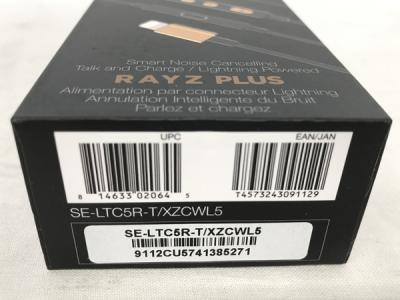 Smart Noise Cancelling
Talk and Charge / Lightning Powered
RAYZ PLUS
Alimentation par connecteur Lightning
Annulation Intelligente du Bruit
Parlez et chargez
UPC
EAN/JAN
8 14633 02064 5
T4573243091129
SE-LTC5R-T/XZCWL5
SE-LTC5R-T/XZCWL5
9112CU5741385271